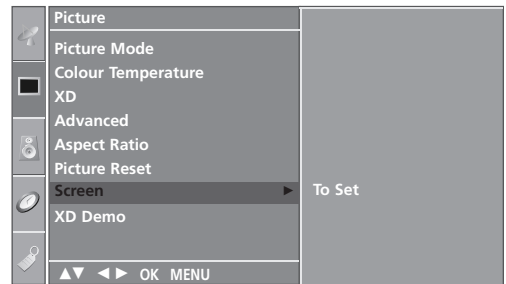 Picture
Picture Mode
Colour Temperature
XD
Advanced
Aspect Ratio
Picture Reset
Screen ► To Set
XD Demo
▲▼ ◄► OK MENU